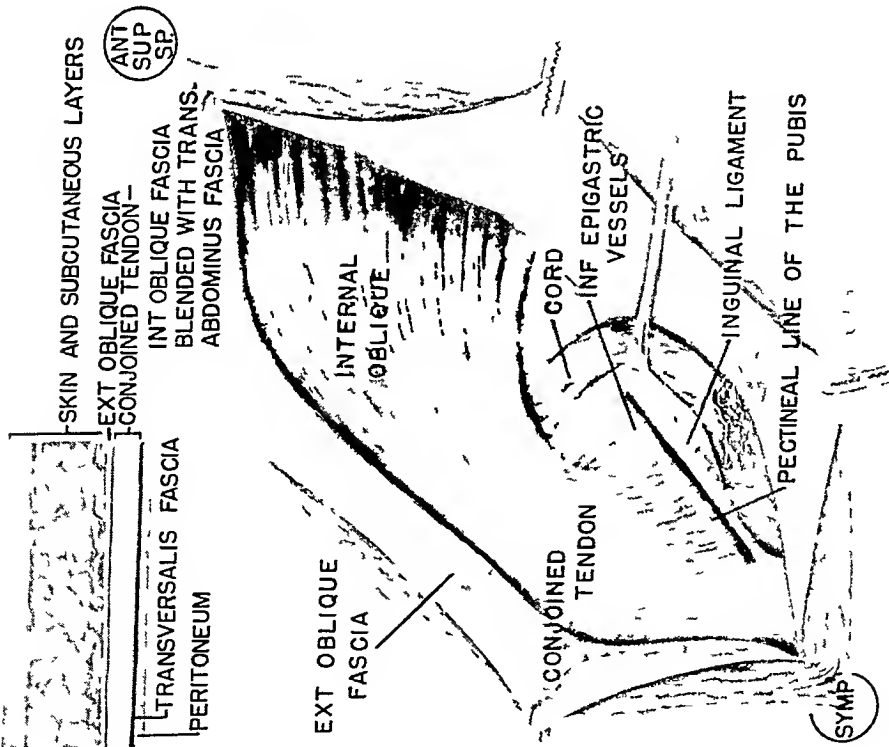 SKIN AND SUBCUTANEOUS LAYERS
EXT OBLIQUE FASCIA
CONJOINED TENDON—
INT OBLIQUE FASCIA
BLENDED WITH TRANS-
ABDOMINUS FASCIA
TRANSVERSALIS FASCIA
PERITONEUM
ANT
SUP
SP.
EXT OBLIQUE
FASCIA
INTERNAL
OBLIQUE
CONJOINED
TENDON
CORD
INF EPIGASTRIC
VESSELS
INGUINAL LIGAMENT
PECTINEAL LINE OF THE PUBIS
SYMP